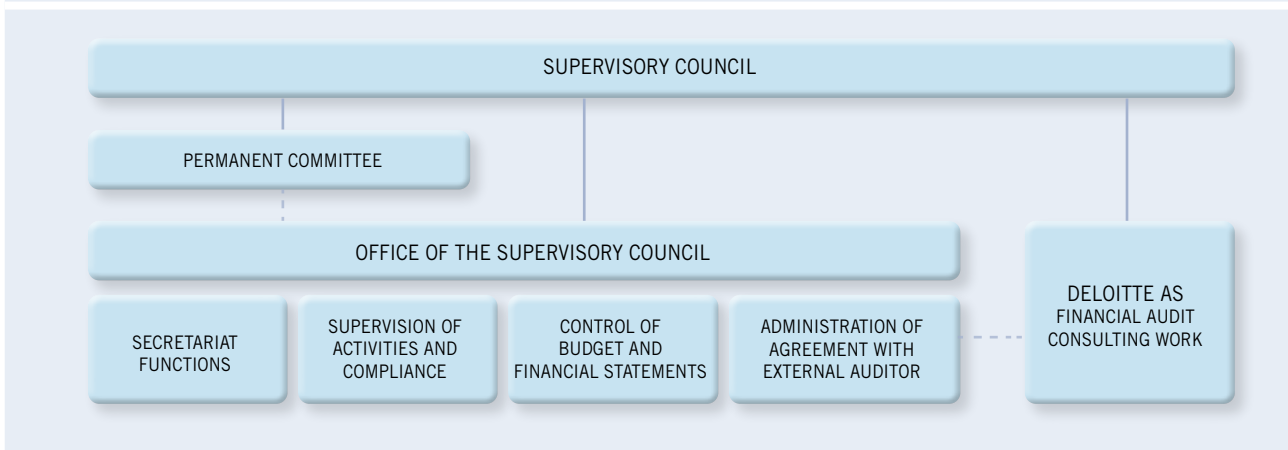 SUPERVISORY COUNCIL
PERMANENT COMMITTEE
OFFICE OF THE SUPERVISORY COUNCIL
SECRETARIAT
FUNCTIONS
SUPERVISION OF
ACTIVITIES AND
COMPLIANCE
CONTROL OF
BUDGET AND
FINANCIAL STATEMENTS
ADMINISTRATION OF
AGREEMENT WITH
EXTERNAL AUDITOR
DELOITTE AS
FINANCIAL AUDIT
CONSULTING WORK